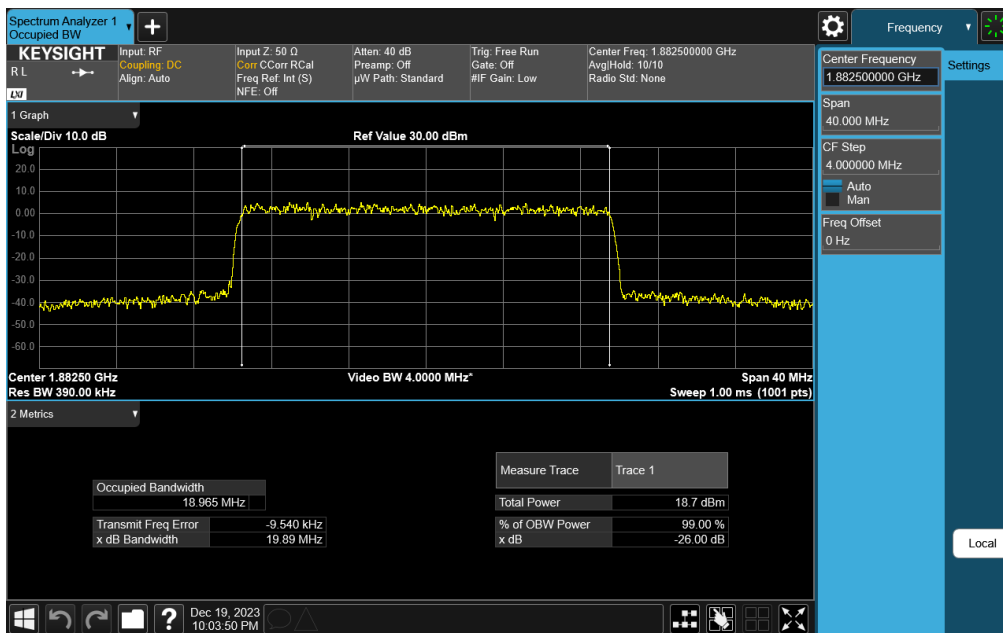 Spectrum Analyzer 1
Occupied BW
Frequency
KEYSIGHT
R L
LXI
Input: RF
Coupling: DC
Align: Auto
Input Z: 50 Ω
Corr CCorr RCal
Freq Ref: Int (S)
NFE: Off
Atten: 40 dB
Preamp: Off
µW Path: Standard
Trig: Free Run
Gate: Off
#IF Gain: Low
Center Freq: 1.882500000 GHz
Avg|Hold: 10/10
Radio Std: None
Center Frequency
1.882500000 GHz
Settings
Span
40.000 MHz
CF Step
4.000000 MHz
Auto
Man
Freq Offset
0 Hz
Local
1 Graph
Scale/Div 10.0 dB
Ref Value 30.00 dBm
Log
20.0
10.0
0.00
-10.0
-20.0
-30.0
-40.0
-50.0
-60.0
Center 1.88250 GHz
Video BW 4.0000 MHz*
Span 40 MHz
Res BW 390.00 kHz
Sweep 1.00 ms (1001 pts)
2 Metrics
Occupied Bandwidth
18.965 MHz
Transmit Freq Error -9.540 kHz
x dB Bandwidth 19.89 MHz
Measure Trace Trace 1
Total Power 18.7 dBm
% of OBW Power 99.00 %
x dB -26.00 dB
?
Dec 19, 2023
10:03:50 PM